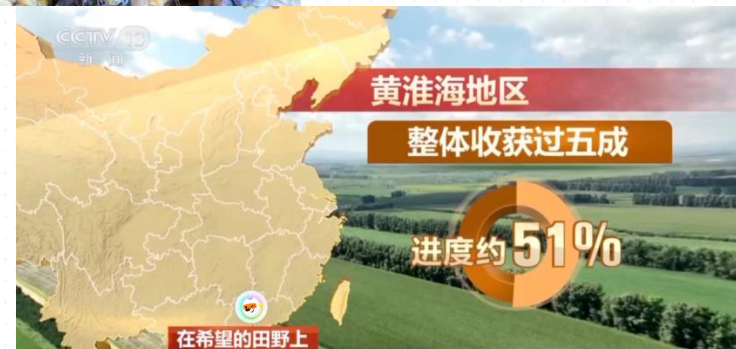 CCTV 13
新闻
黄淮海地区
整体收获过五成
进度约51%
在希望的田野上